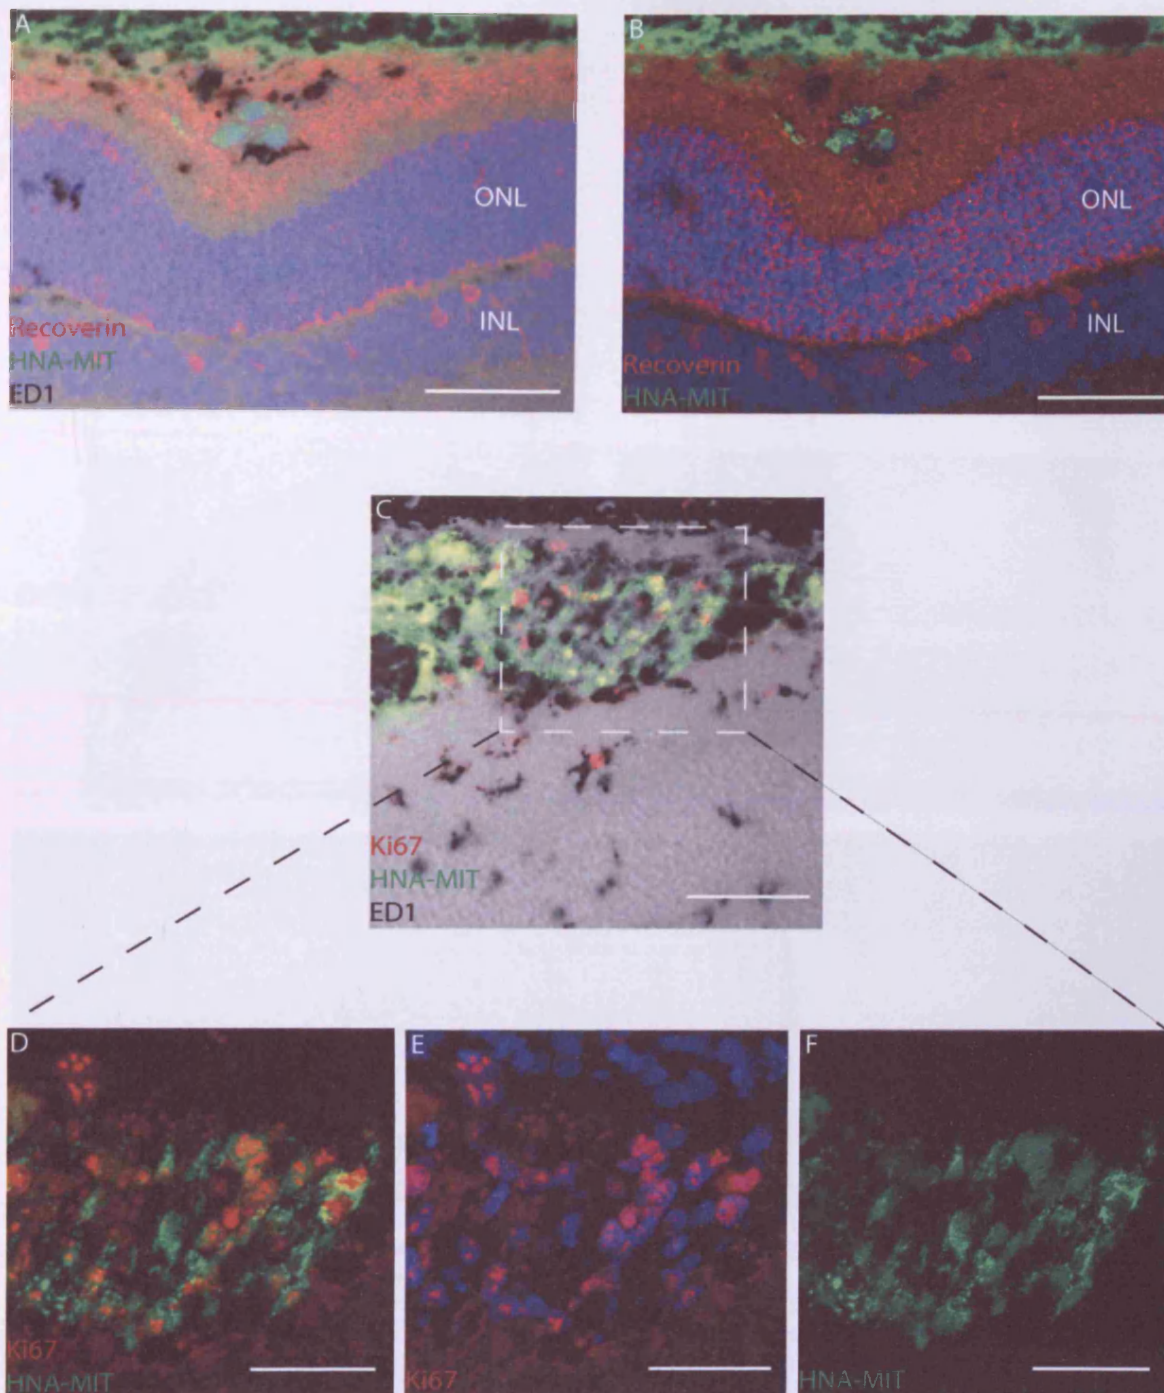 A
ONL
INL
Recoverin
HNA-MIT
ED1
B
ONL
INL
Recoverin
HNA-MIT
C
Ki67
HNA-MIT
ED1
D
Ki67
HNA-MIT
E
Ki67
F
HNA-MIT